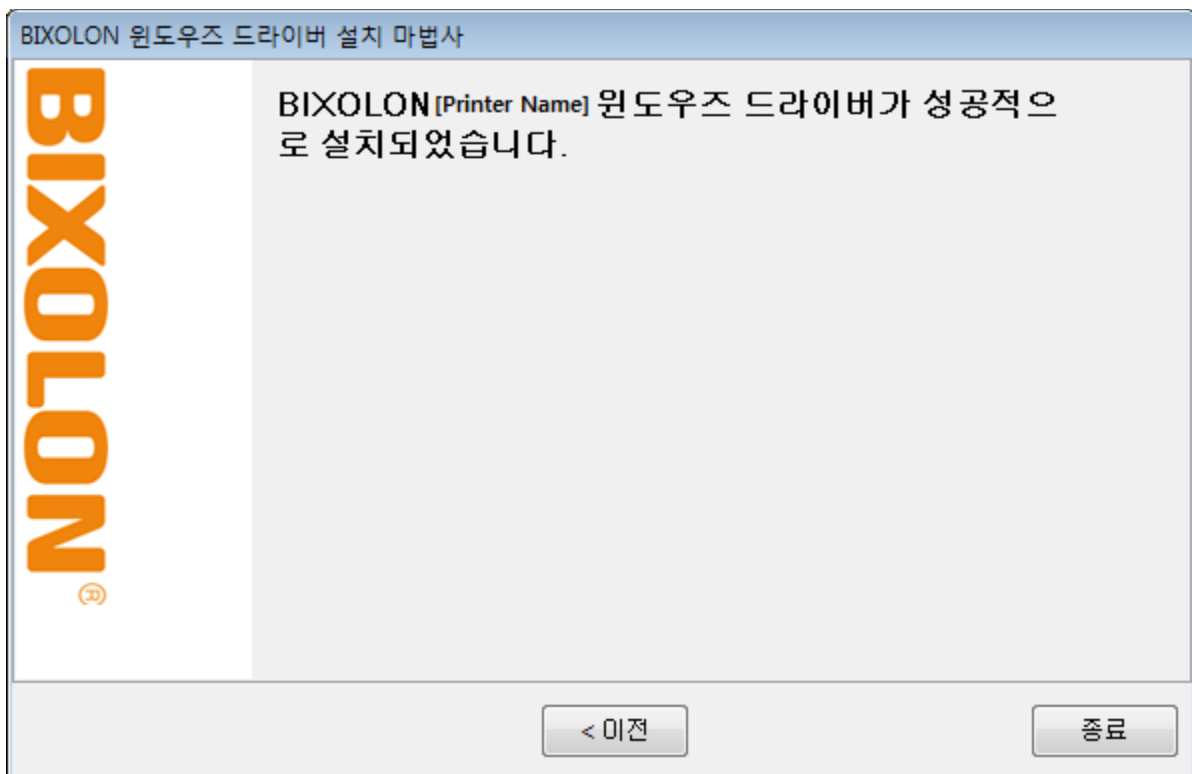 BIXOLON 윈도우즈 드라이버 설치 마법사
BIXOLON®
BIXOLON[Printer Name] 윈도우즈 드라이버가 성공적으
로 설치되었습니다.
< 이전
종료